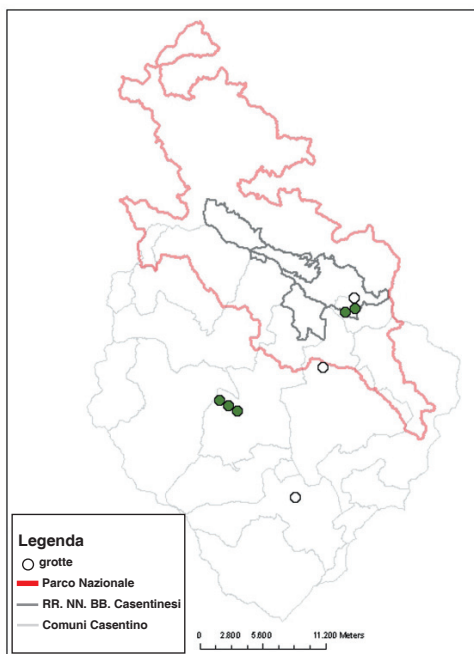 Legenda
grotte
Parco Nazionale
RR. NN. BB. Casentinesi
Comuni Casentino
0 2.800 5.600 11.200 Meters